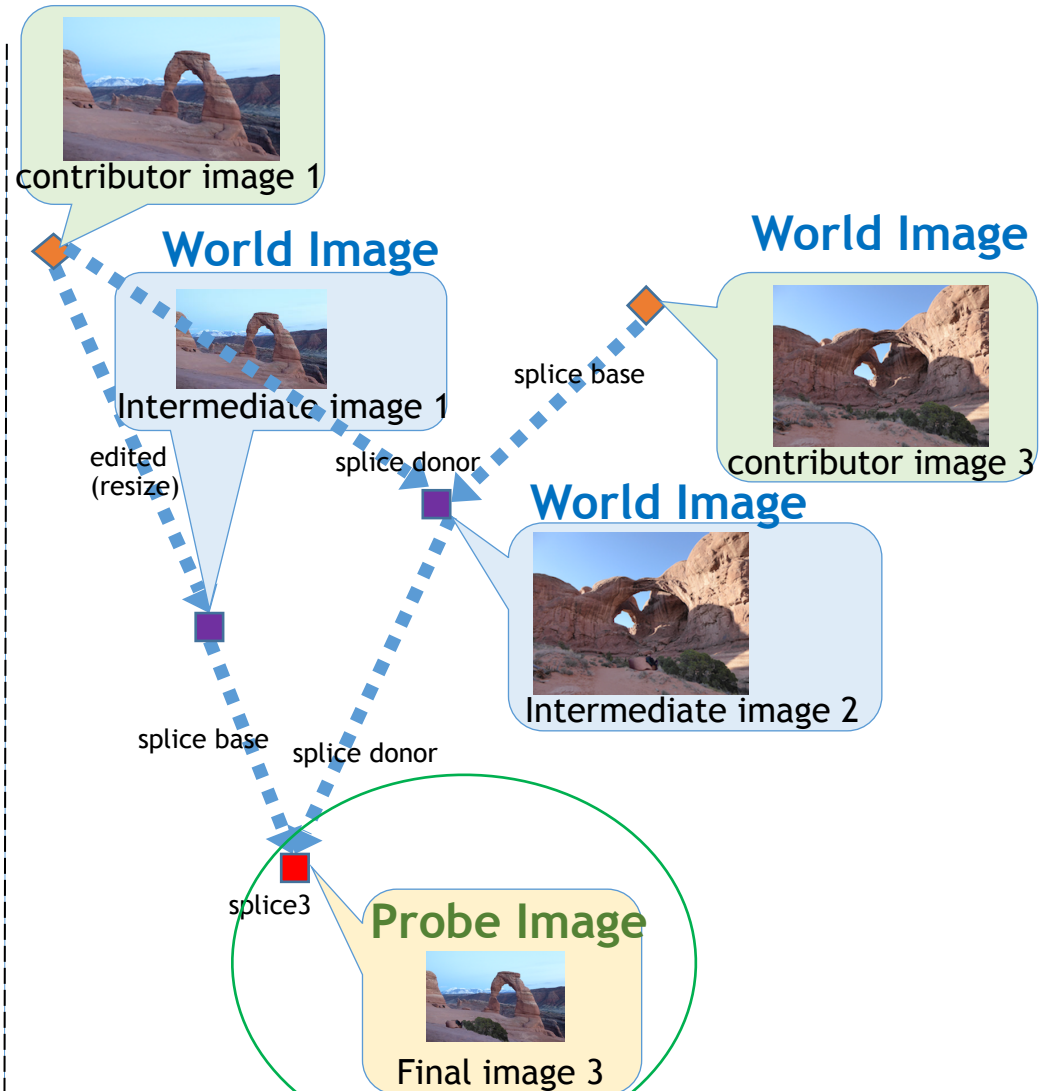 contributor image 1
World Image
World Image
Intermediate image 1
splice base
contributor image 3
edited
(resize)
splice donor
World Image
Intermediate image 2
splice base
splice donor
splice3
Probe Image
Final image 3